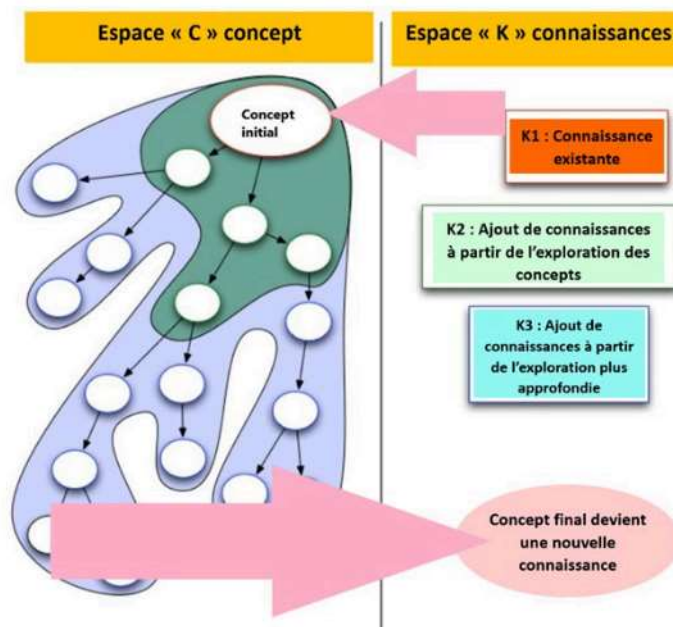 Espace « C » concept
Espace « K » connaissances
Concept
initial
K1 : Connaissance
existante
K2 : Ajout de connaissances
à partir de l’exploration des
concepts
K3 : Ajout de
connaissances à partir
de l’exploration plus
approfondie
Concept final devient
une nouvelle
connaissance